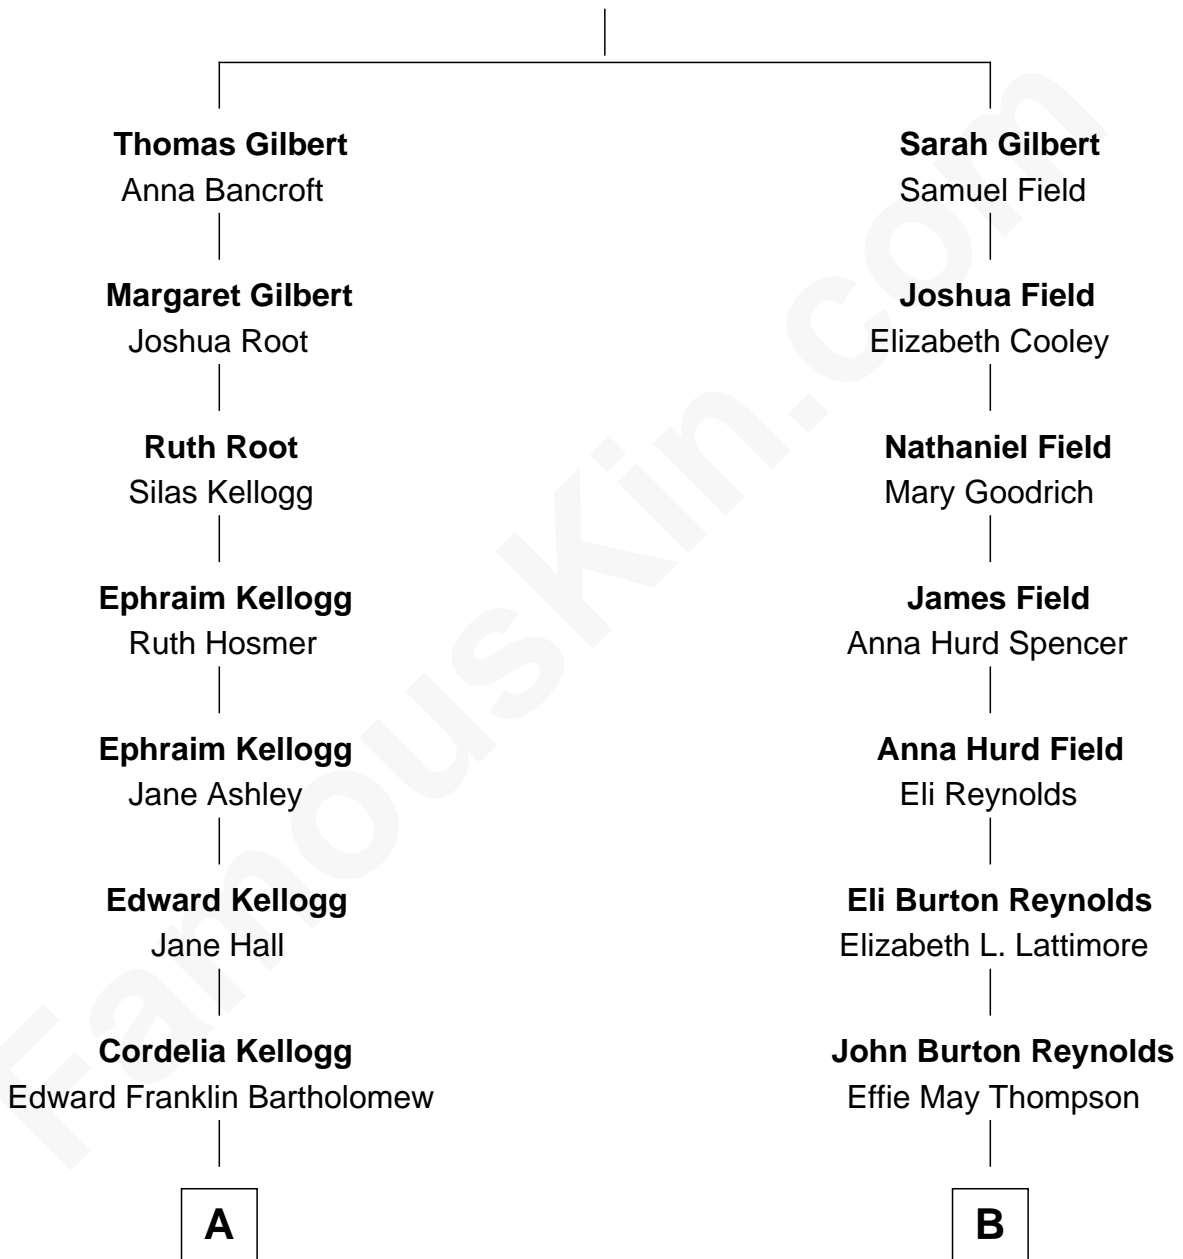 Thomas Gilbert
Anna Bancroft
Margaret Gilbert
Joshua Root
Ruth Root
Silas Kellogg
Ephraim Kellogg
Ruth Hosmer
Ephraim Kellogg
Jane Ashley
Edward Kellogg
Jane Hall
Cordelia Kellogg
Edward Franklin Bartholomew
A
Sarah Gilbert
Samuel Field
Joshua Field
Elizabeth Cooley
Nathaniel Field
Mary Goodrich
James Field
Anna Hurd Spencer
Anna Hurd Field
Eli Reynolds
Eli Burton Reynolds
Elizabeth L. Lattimore
John Burton Reynolds
Effie May Thompson
B
FamousKin.com